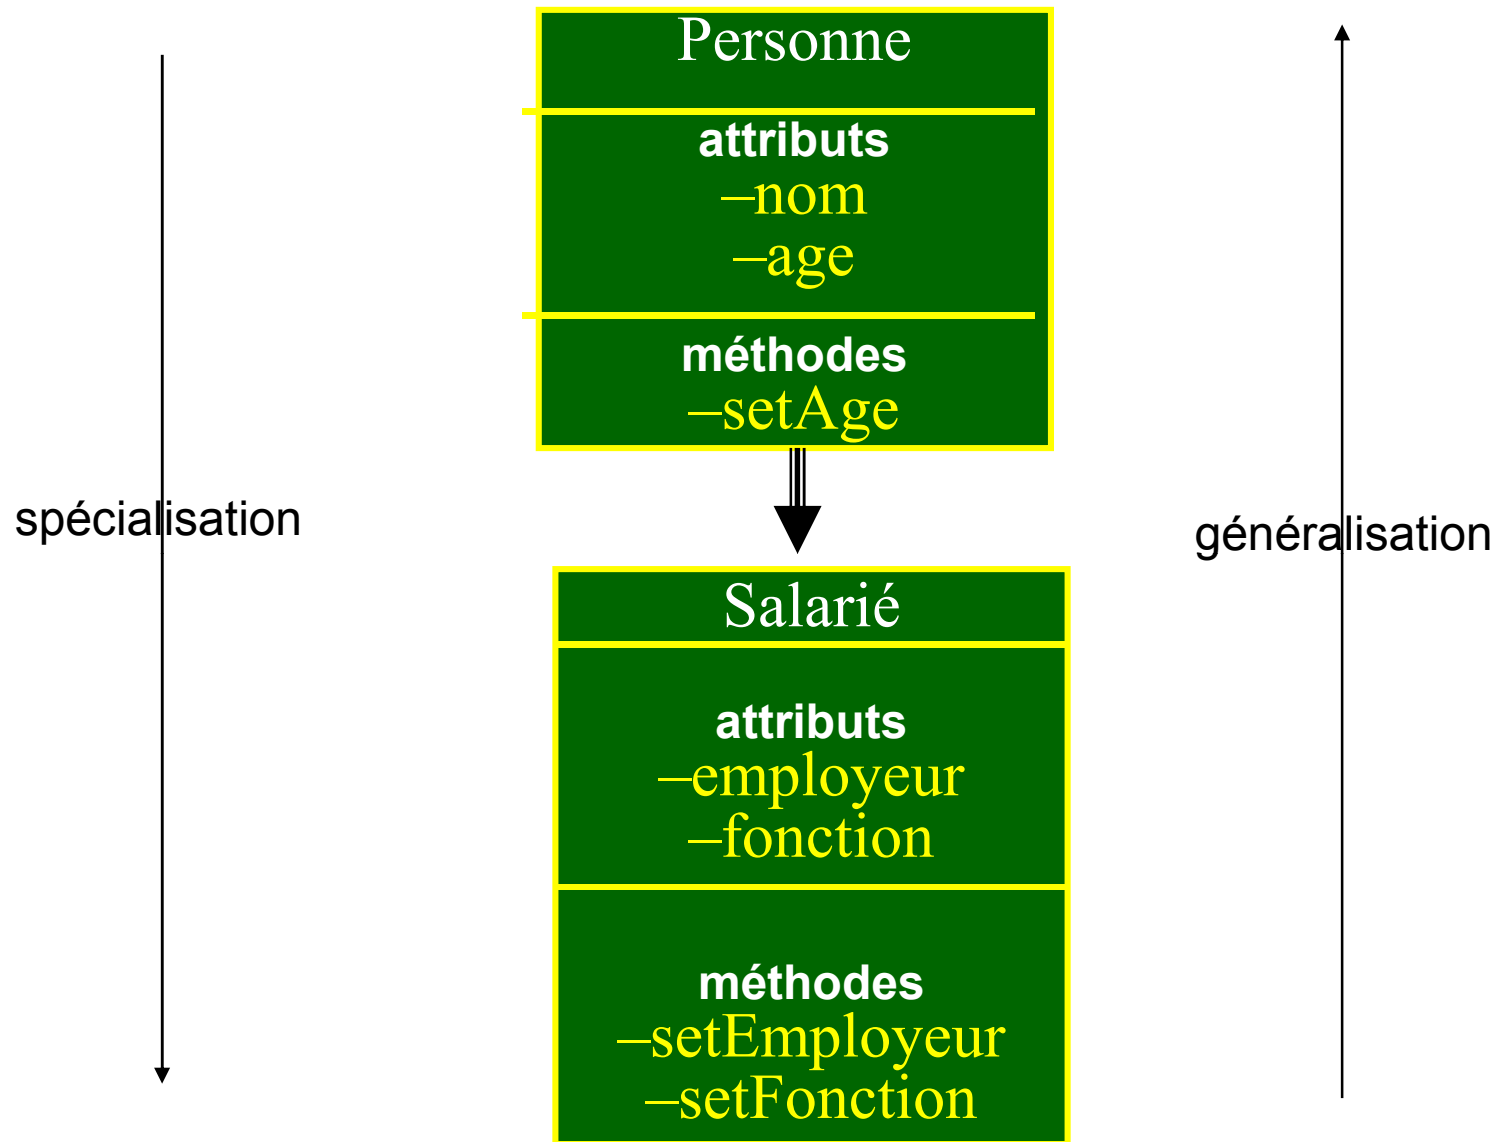 Personne
attributs
–nom
–age
méthodes
–setAge
spécialisation
généralisation
Salarié
attributs
–employeur
–fonction
méthodes
–setEmployeur
–setFonction